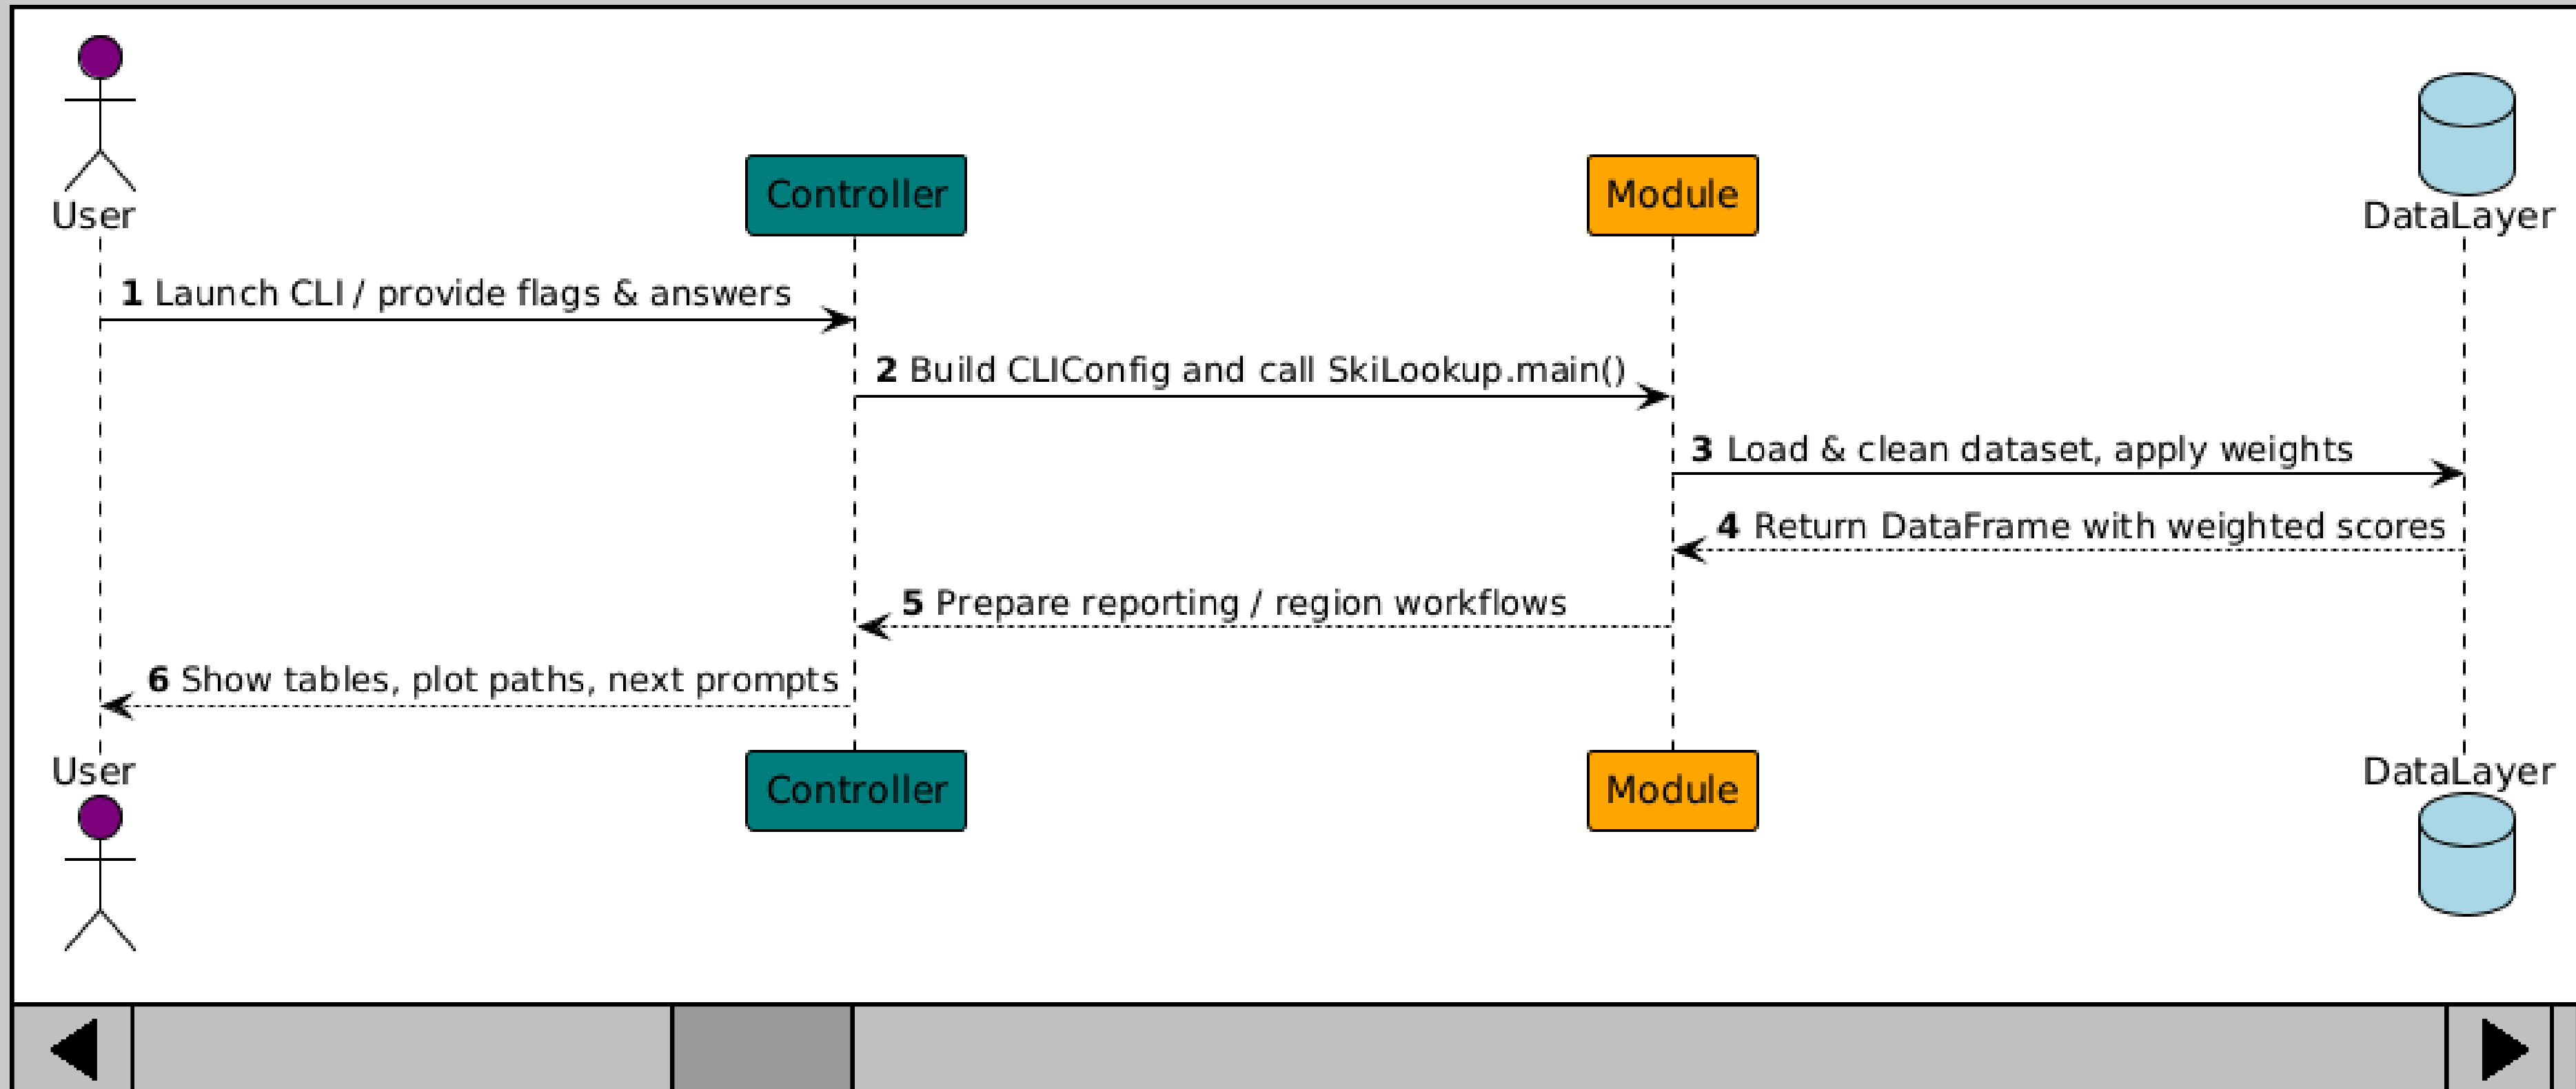 User
Controller
Module
DataLayer
1 Launch CLI / provide flags & answers
2 Build CLIConfig and call SkiLookup.main()
3 Load & clean dataset, apply weights
4 Return DataFrame with weighted scores
5 Prepare reporting / region workflows
6 Show tables, plot paths, next prompts
User
Controller
Module
DataLayer